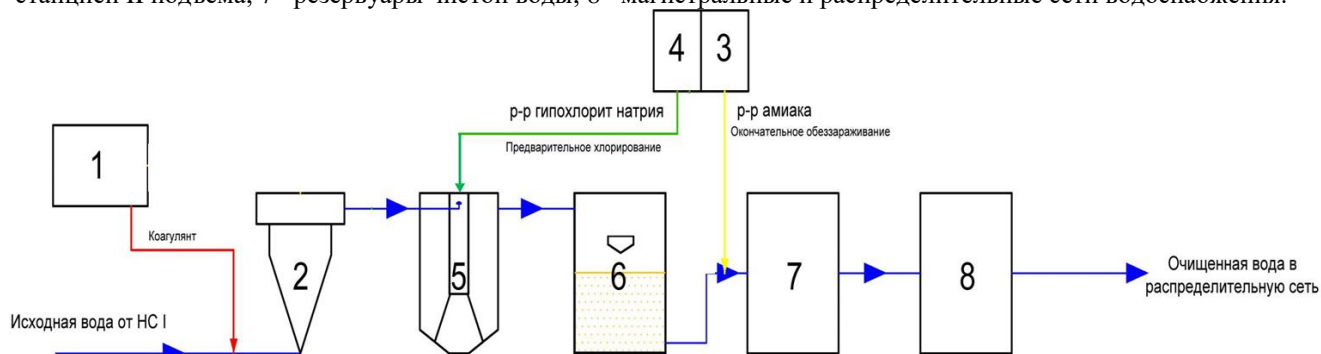 станцией II подъема; 7 - резервуары чистой воды; 8 - магистральные и распределительные сети водоснабжения.
4 3
р-р гипохлорит натрия
р-р амиака
Окончательное обеззараживание
Предварительное хлорирование
1
Коагулянт
2
5
6
7
8
Исходная вода от НС I
Очищенная вода в
распределительную сеть